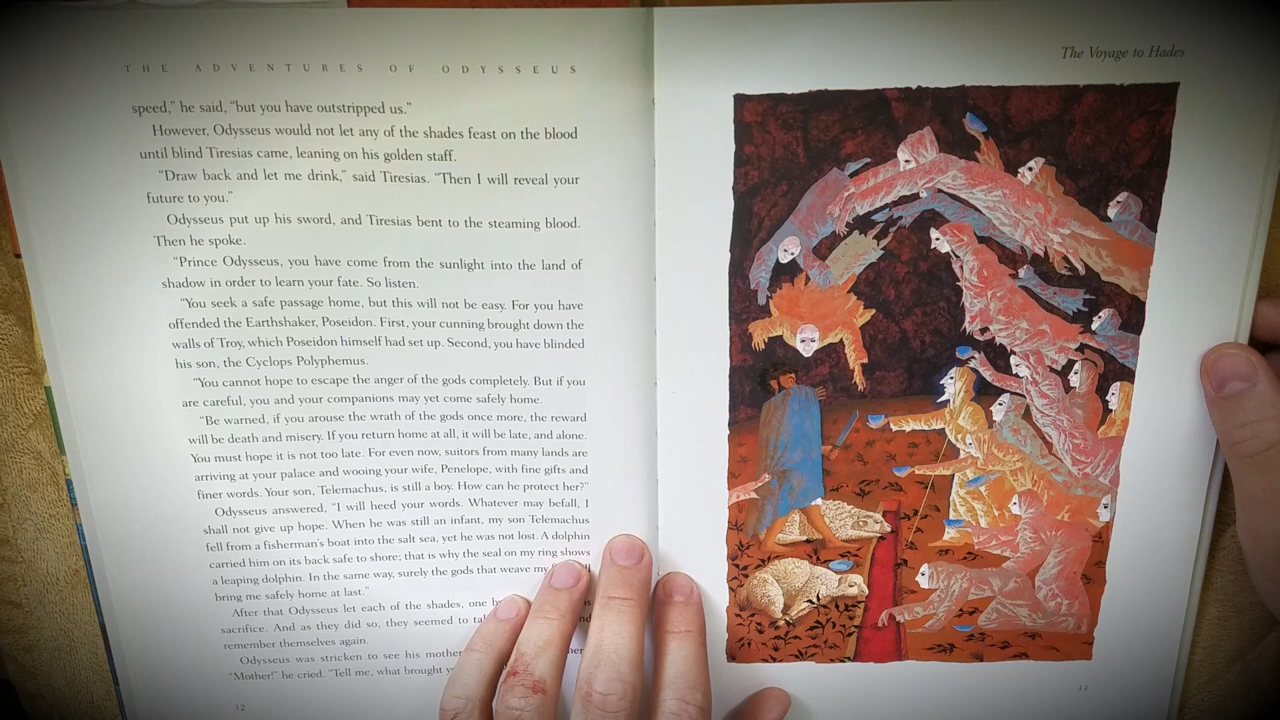 THE ADVENTURES OF ODYSSEUS
speed,” he said, “but you have outstripped us.”
However, Odysseus would not let any of the shades feast on the blood
until blind Tiresias came, leaning on his golden staff.
“Draw back and let me drink,” said Tiresias. “Then I will reveal your
future to you.”
Odysseus put up his sword, and Tiresias bent to the steaming blood.
Then he spoke.
“Prince Odysseus, you have come from the sunlight into the land of
shadow in order to learn your fate. So listen.
“You seek a safe passage home, but this will not be easy. For you have
offended the Earthshaker, Poseidon. First, your cunning brought down the
walls of Troy, which Poseidon himself had set up. Second, you have blinded
his son, the Cyclops Polyphemus.
“You cannot hope to escape the anger of the gods completely. But if you
are careful, you and your companions may yet come safely home.
“Be warned, if you arouse the wrath of the gods once more, the reward
will be death and misery. If you return home at all, it will be late, and alone.
You must hope it is not too late. For even now, suitors from many lands are
arriving at your palace and wooing your wife, Penelope, with fine gifts and
finer words. Your son, Telemachus, is still a boy. How can he protect her?”
Odysseus answered, “I will heed your words. Whatever may befall, I
shall not give up hope. When he was still an infant, my son Telemachus
fell from a fisherman’s boat into the salt sea, yet he was not lost. A dolphin
carried him on its back safe to shore; that is why the seal on my ring shows
a leaping dolphin. In the same way, surely the gods that weave my
bring me safely home at last.”
After that Odysseus let each of the shades, one
sacrifice. And as they did so, they seemed to
remember themselves again.
Odysseus was stricken to see his mother
“Mother!” he cried. “Tell me, what brought
32
The Voyage to Hades
33